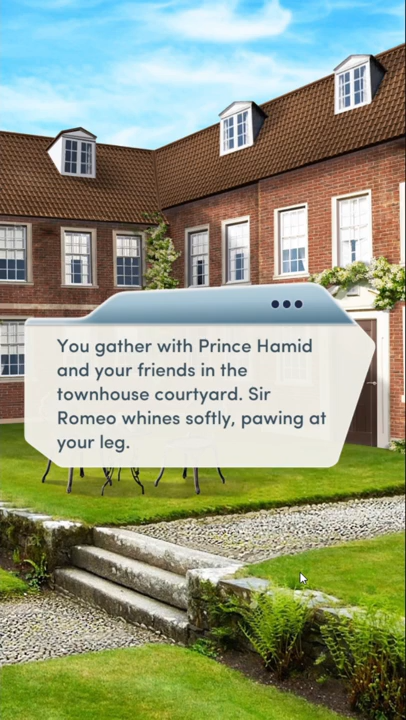 You gather with Prince Hamid
and your friends in the
townhouse courtyard. Sir
Romeo whines softly, pawing at
your leg.